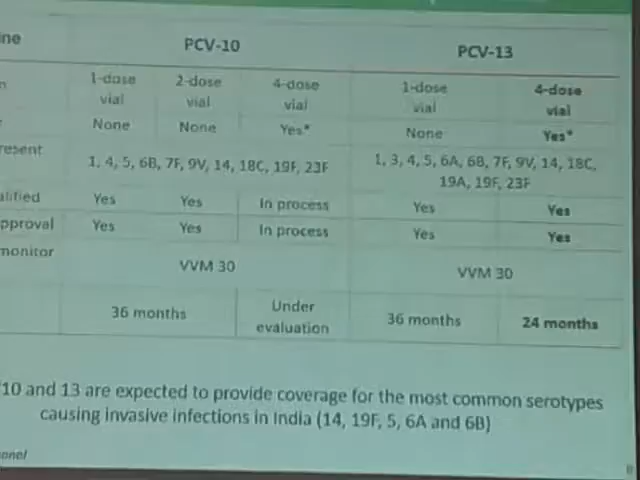 ine PCV-10 PCV-13
n 1-dose vial 2-dose vial 4-dose vial 1-dose vial 4-dose vial
None None Yes* None Yes*
resent 1, 4, 5, 6B, 7F, 9V, 14, 18C, 19F, 23F 1, 3, 4, 5, 6A, 6B, 7F, 9V, 14, 18C, 19A, 19F, 23F
alified Yes Yes In process Yes Yes
pproval Yes Yes In process Yes Yes
monitor VVM 30 VVM 30
36 months Under evaluation 36 months 24 months
10 and 13 are expected to provide coverage for the most common serotypes
causing invasive infections in India (14, 19F, 5, 6A and 6B)
onal